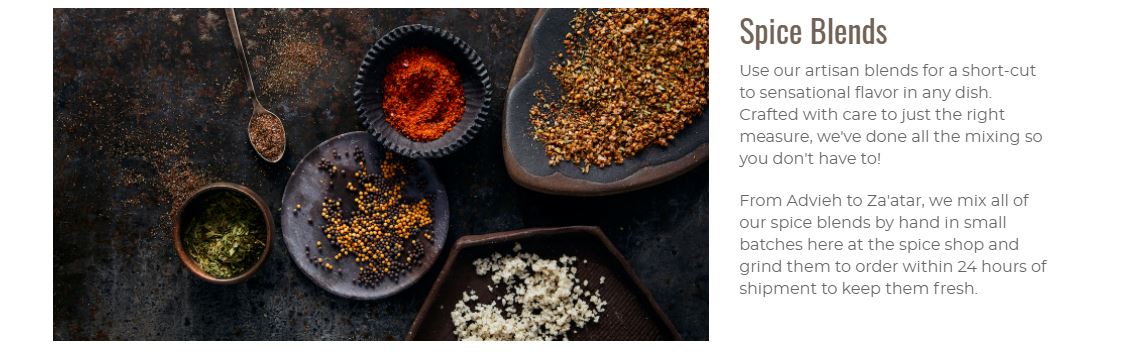 Spice Blends
Use our artisan blends for a short-cut
to sensational flavor in any dish.
Crafted with care to just the right
measure, we've done all the mixing so
you don't have to!
From Advieh to Za'atar, we mix all of
our spice blends by hand in small
batches here at the spice shop and
grind them to order within 24 hours of
shipment to keep them fresh.